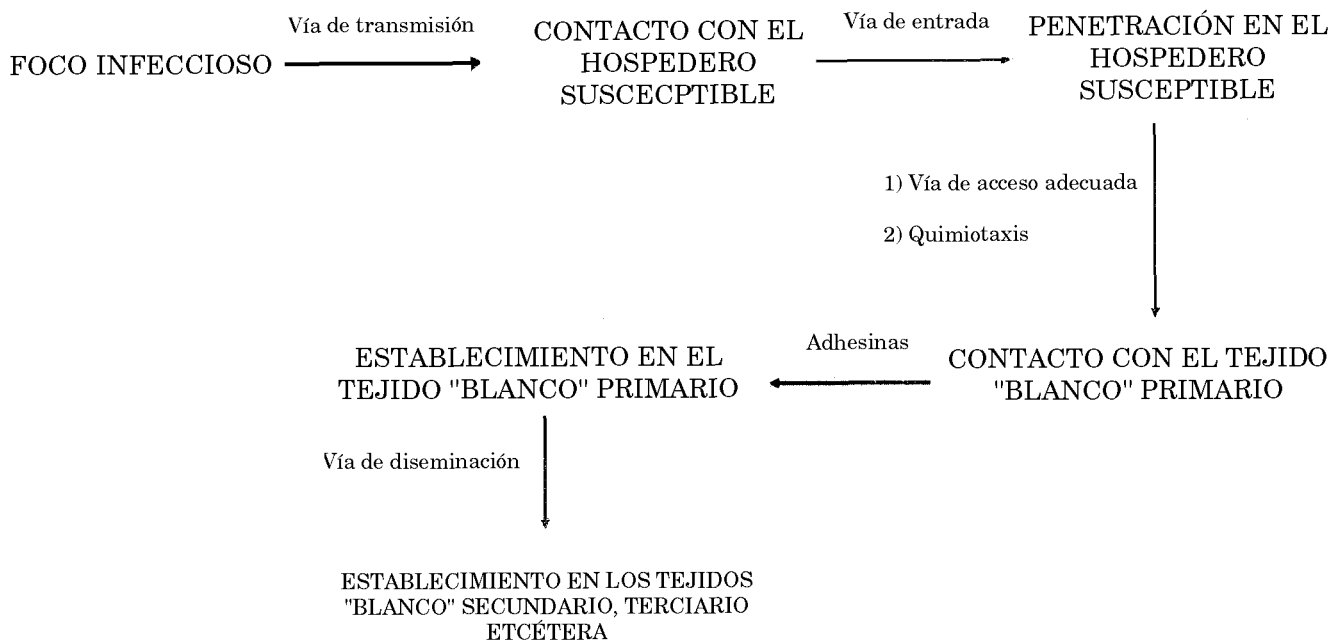 FOCO INFECCIOSO
Vía de transmisión
CONTACTO CON EL
HOSPEDERO
SUSCECPTIBLE
Vía de entrada
PENETRACIÓN EN EL
HOSPEDERO
SUSCEPTIBLE
1) Vía de acceso adecuada
2) Quimiotaxis
CONTACTO CON EL TEJIDO
"BLANCO" PRIMARIO
Adhesinas
ESTABLECIMIENTO EN EL
TEJIDO "BLANCO" PRIMARIO
Vía de diseminación
ESTABLECIMIENTO EN LOS TEJIDOS
"BLANCO" SECUNDARIO, TERCIARIO
ETCÉTERA